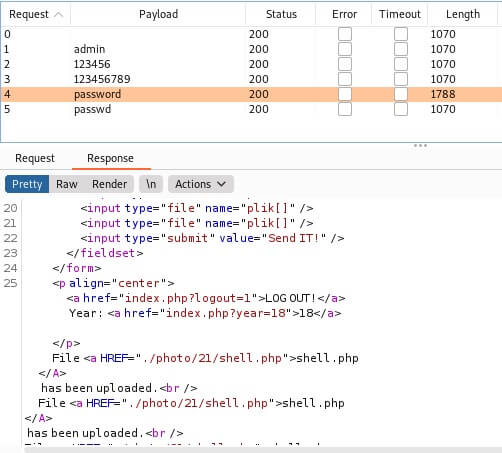 Request Payload Status Error Timeout Length
0 200 1070
1 admin 200 1070
2 123456 200 1070
3 123456789 200 1070
4 password 200 1788
5 passwd 200 1070
Request Response
Pretty Raw Render \n Actions
20 <input type="file" name="plik[]" />
21 <input type="file" name="plik[]" />
22 <input type="submit" value="Send IT!" />
23 </fieldset>
24 </form>
25 <p align="center">
<a href="index.php?logout=1">LOGOUT!</a>
Year: <a href="index.php?year=18">18</a>
</p>
File <a HREF="./photo/21/shell.php">shell.php
</A>
has been uploaded.<br />
File <a HREF="./photo/21/shell.php">shell.php
</A>
has been uploaded.<br />